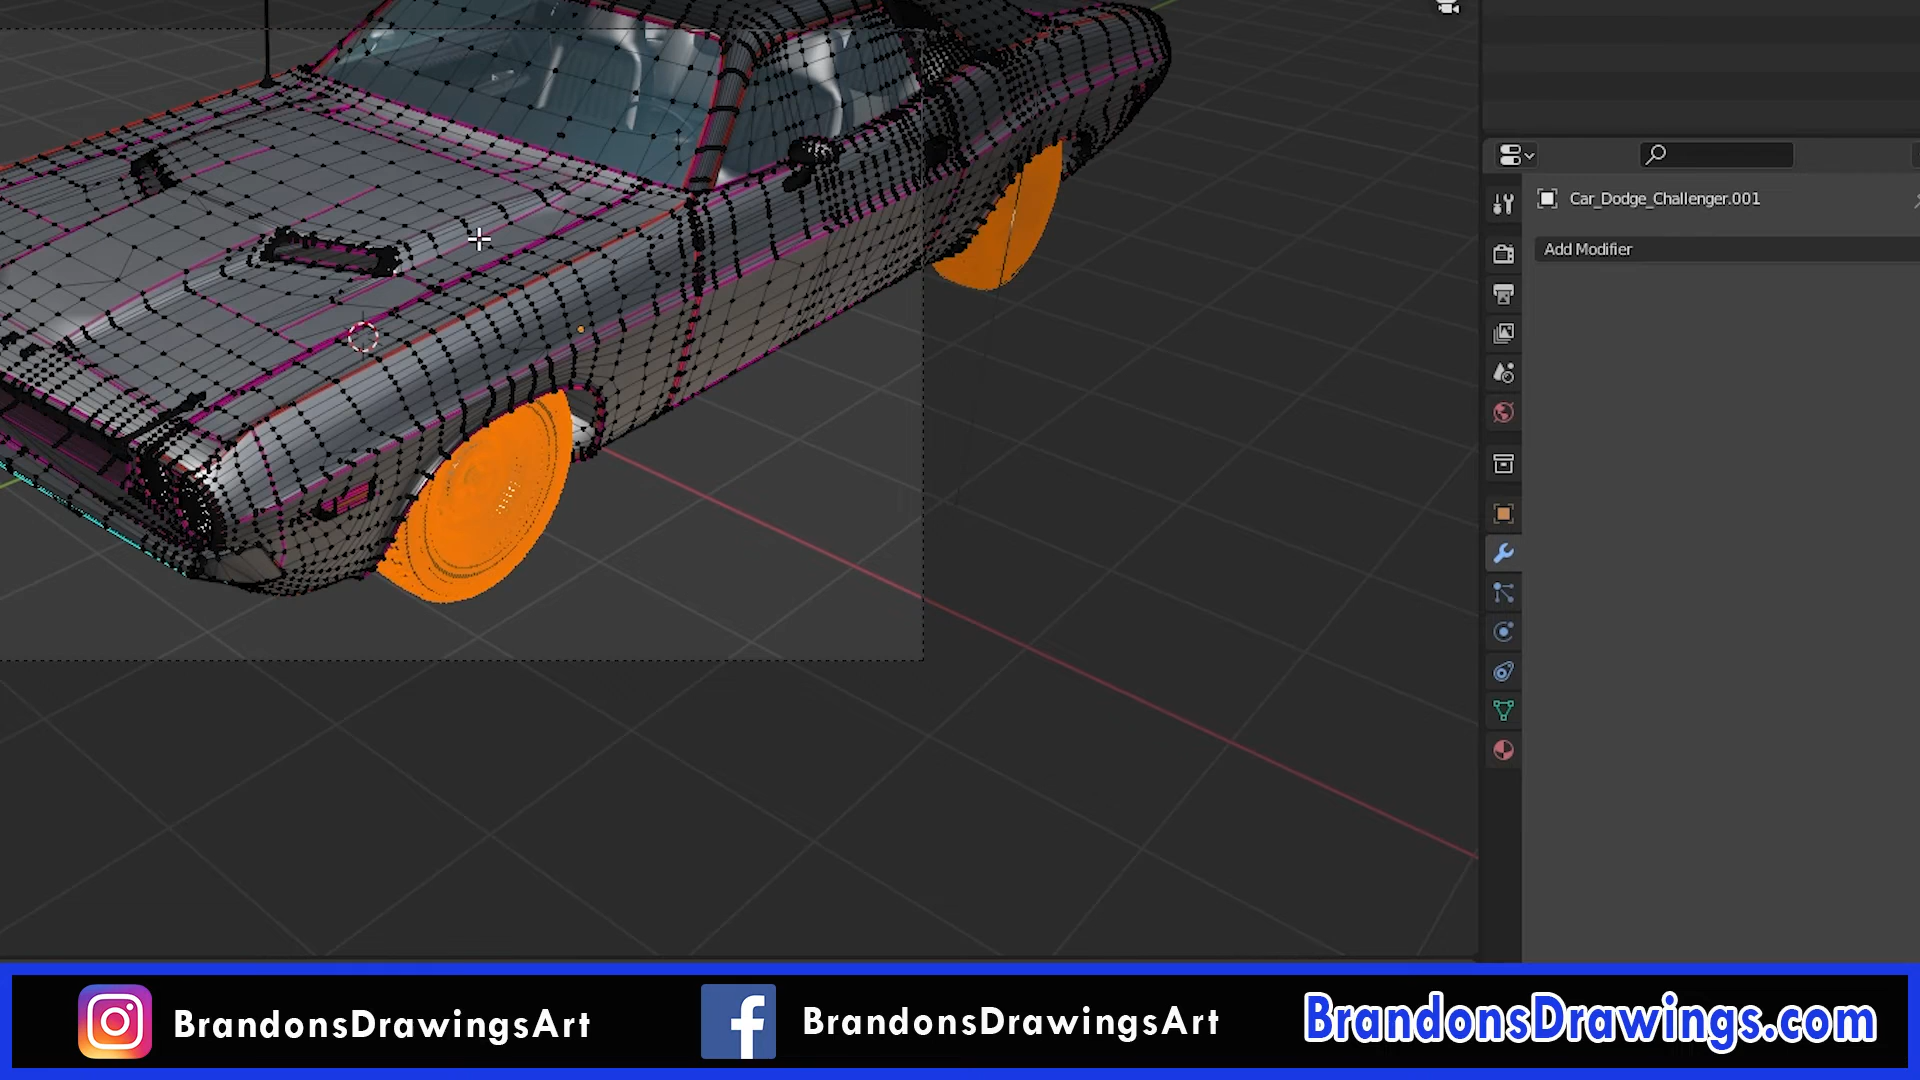 Car_Dodge_Challenger.001
Add Modifier
BrandonsDrawingsArt
BrandonsDrawingsArt
BrandonsDrawings.com